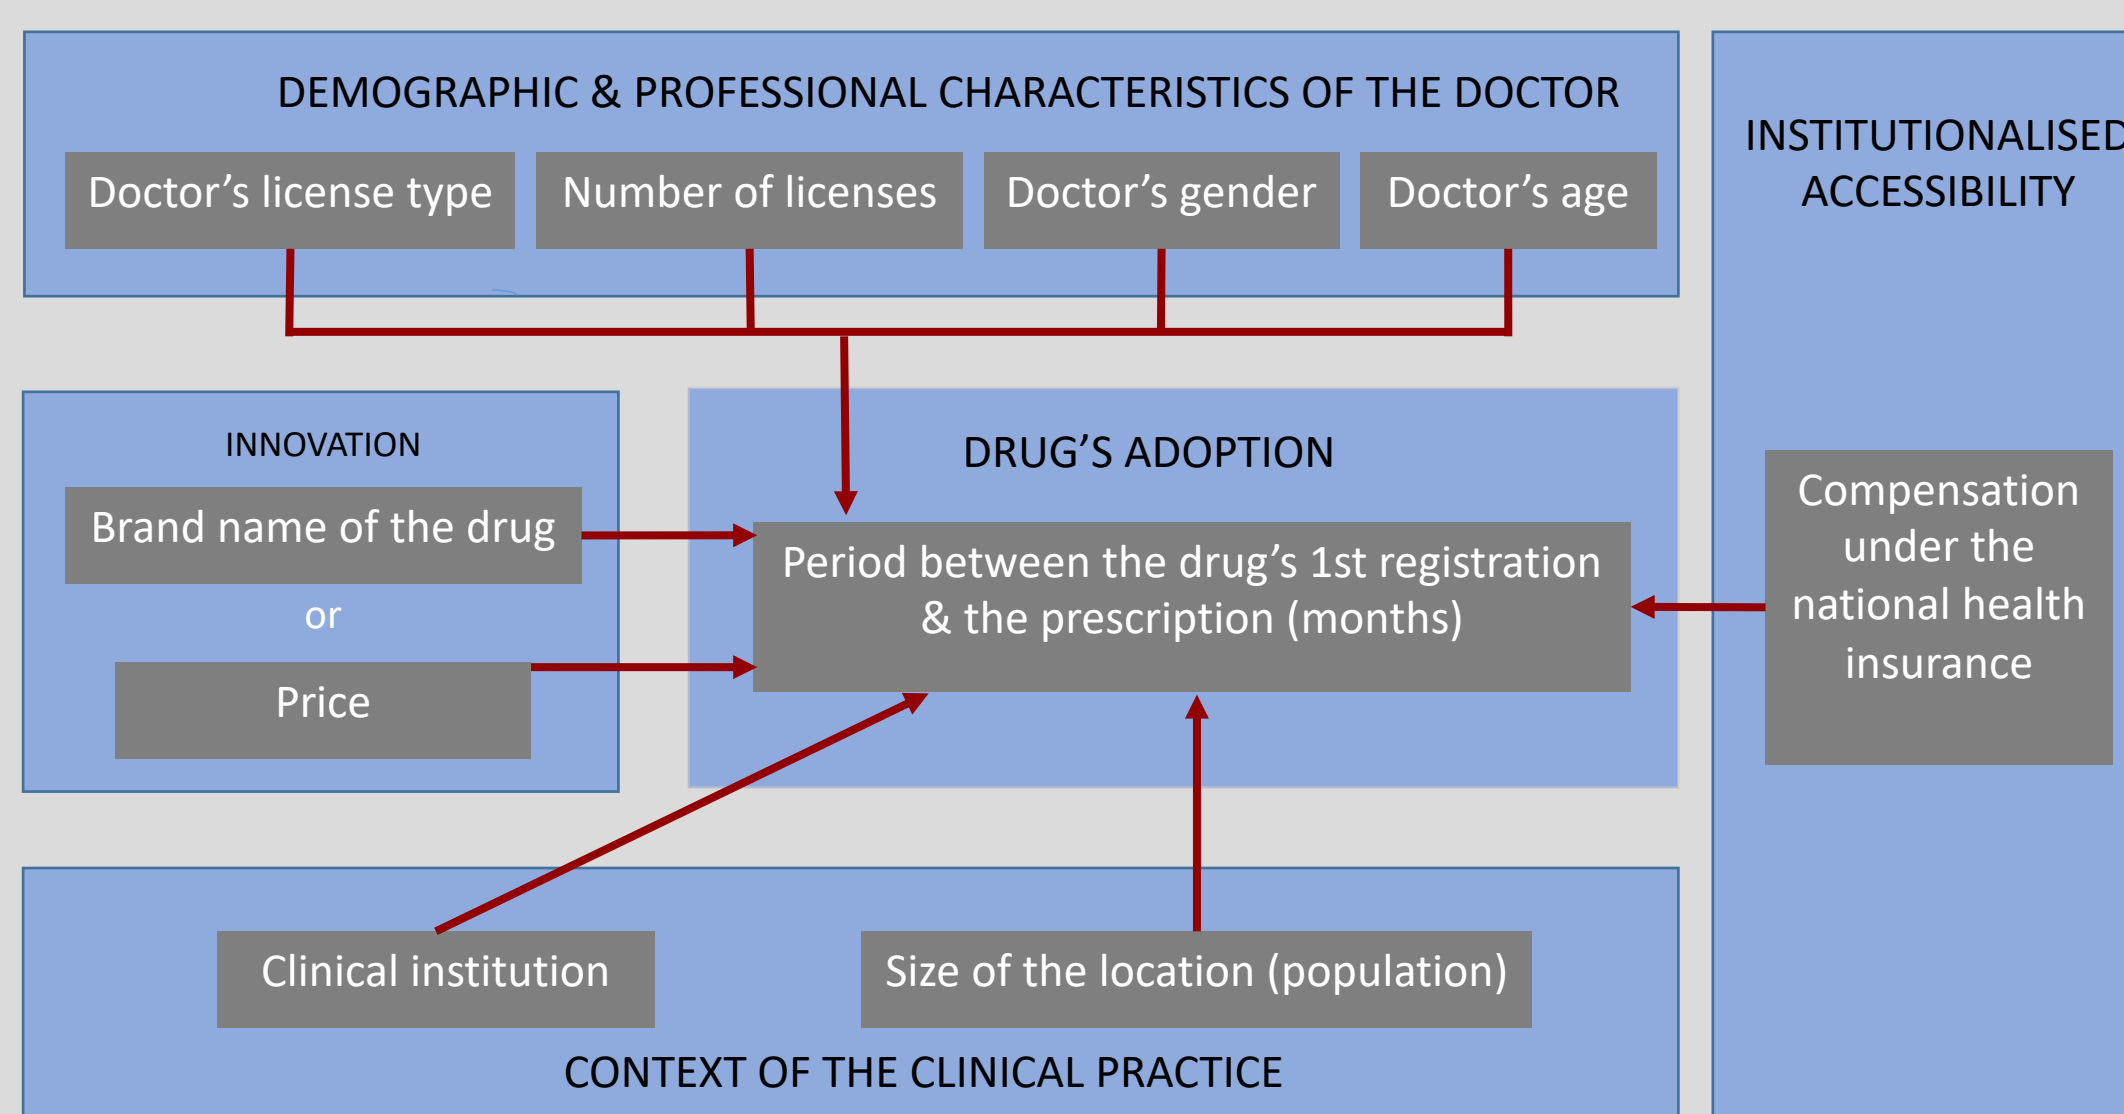 DEMOGRAPHIC & PROFESSIONAL CHARACTERISTICS OF THE DOCTOR
Doctor’s license type
Number of licenses
Doctor’s gender
Doctor’s age
INSTITUTIONALISED
ACCESSIBILITY
INNOVATION
Brand name of the drug
or
Price
DRUG’S ADOPTION
Period between the drug’s 1st registration
& the prescription (months)
Compensation
under the
national health
insurance
Clinical institution
Size of the location (population)
CONTEXT OF THE CLINICAL PRACTICE